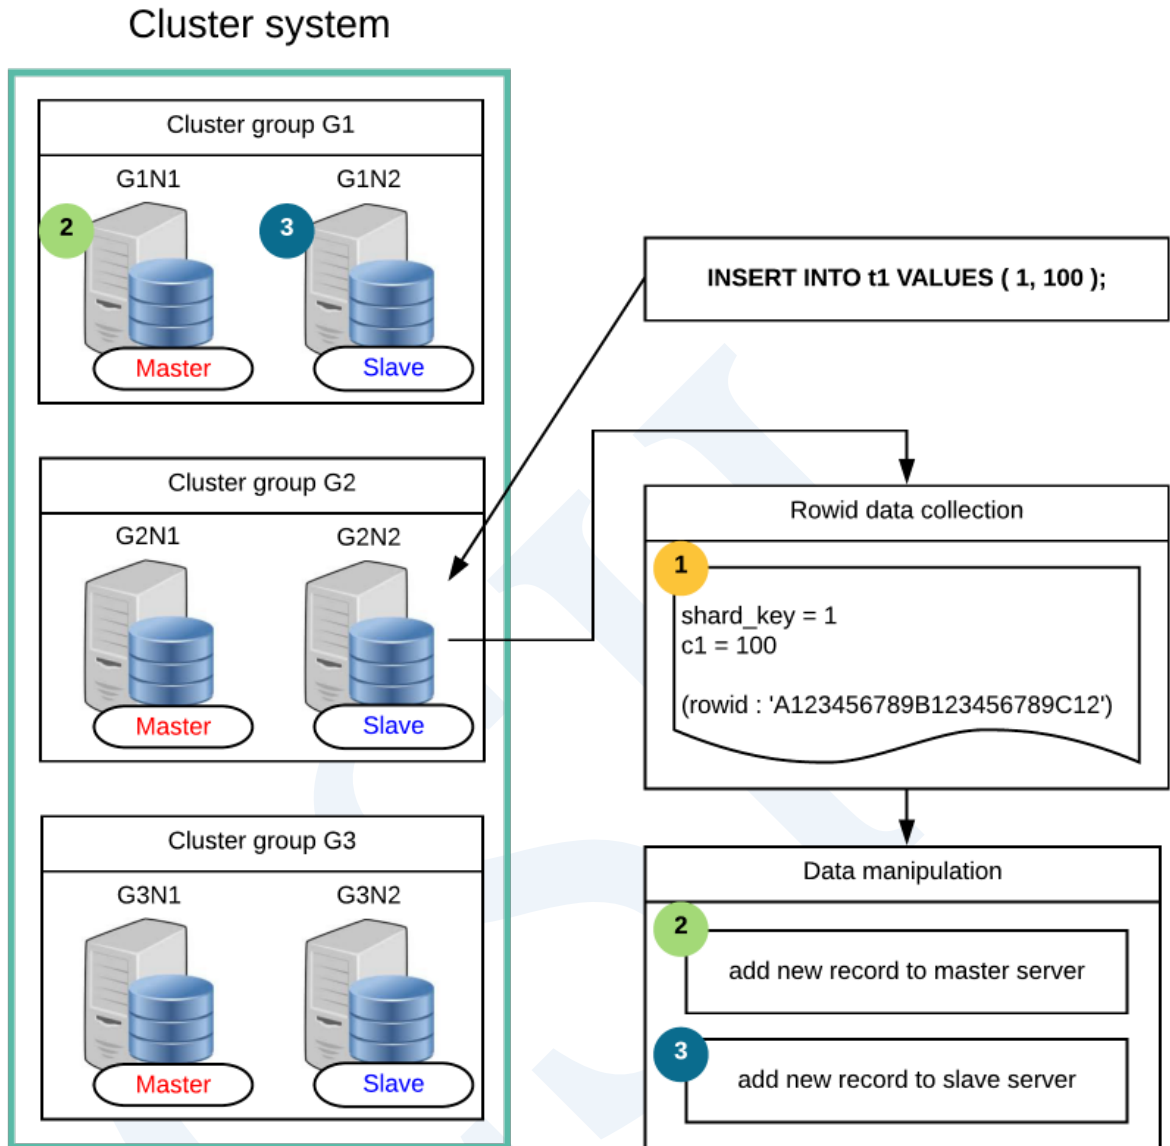 Cluster system
Cluster group G1
G1N1
G1N2
2
3
Master
Slave
INSERT INTO t1 VALUES ( 1, 100 );
Cluster group G2
G2N1
G2N2
Master
Slave
Rowid data collection
1
shard_key = 1
c1 = 100
(rowid : 'A123456789B123456789C12')
Cluster group G3
G3N1
G3N2
Master
Slave
Data manipulation
2
add new record to master server
3
add new record to slave server